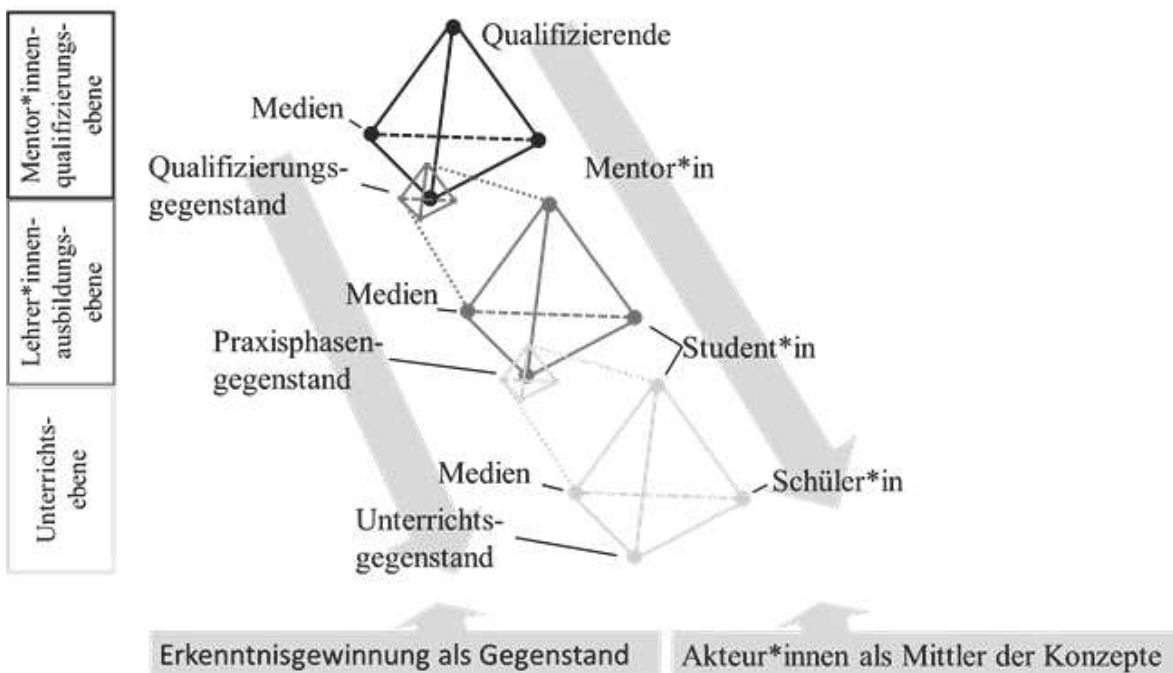 Mentor*innen-
qualifizierungs-
ebene
Lehrer*innen-
ausbildungs-
ebene
Unterrichts-
ebene
Qualifizierende
Medien
Mentor*in
Qualifizierungs-
gegenstand
Medien
Student*in
Praxisphasen-
gegenstand
Medien
Schüler*in
Unterrichts-
gegenstand
Erkenntnisgewinnung als Gegenstand
Akteur*innen als Mittler der Konzepte